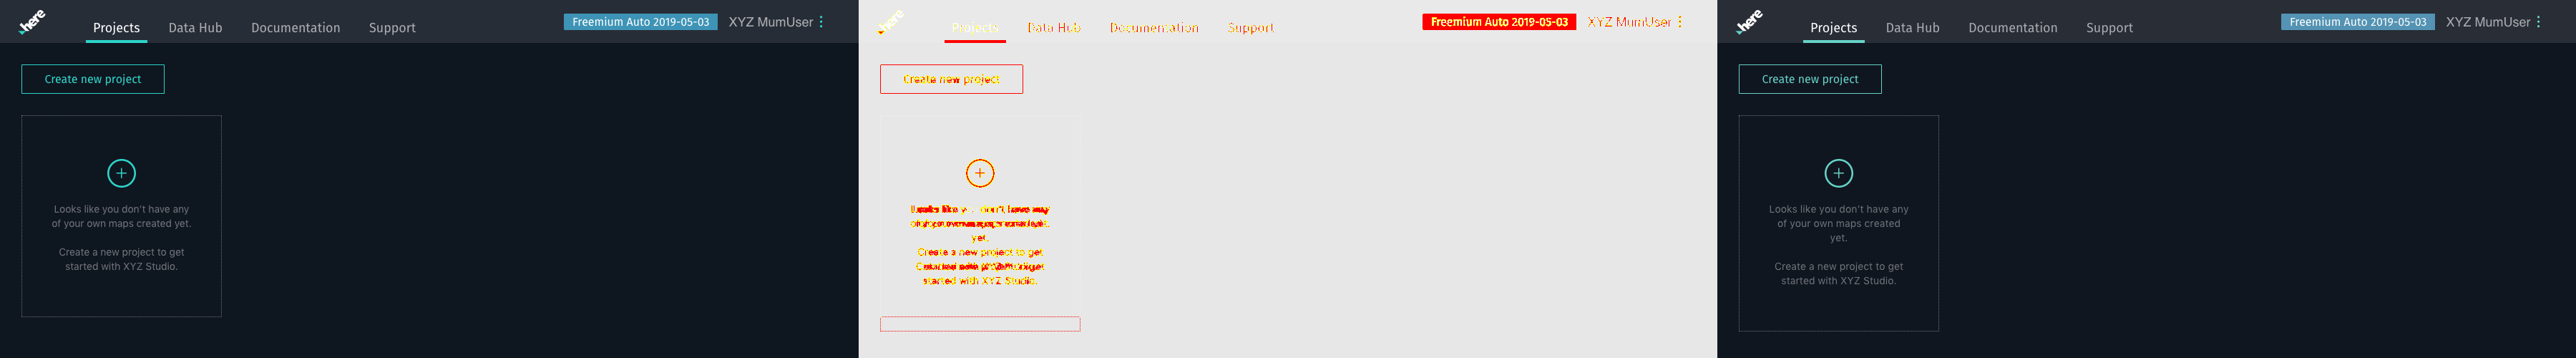 here Projects Data Hub Documentation Support Freemium Auto 2019-05-03 XYZ MumUser
Create new project
Looks like you don't have any
of your own maps created yet.
Create a new project to get
started with XYZ Studio.
Projects Data Hub Documentation Support Freemium Auto 2019-05-03 XYZ MumUser
Create new project
yet.
Create a new project to get
started with XYZ Studio.
here Projects Data Hub Documentation Support Freemium Auto 2019-05-03 XYZ MumUser
Create new project
Looks like you don't have any
of your own maps created
yet.
Create a new project to get
started with XYZ Studio.